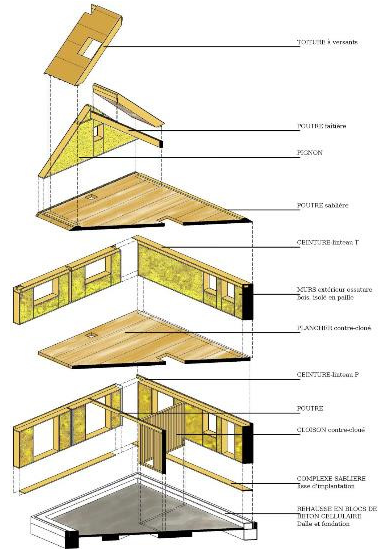 TOITURE à versants
POUTRE faîtière
PIGNON
POUTRE sablière
CEINTURE-linteau T
MURS extérieur ossature
Bois, isolé en paille
PLANCHER contre-cloué
CEINTURE-linteau P
POUTRE
CLOISON contre-cloué
COMPLEXE SABLIERE
lisse d'implantation
REHAUSSE EN BLOCS DE
BETON CELLULAIRE
Dalle et fondation